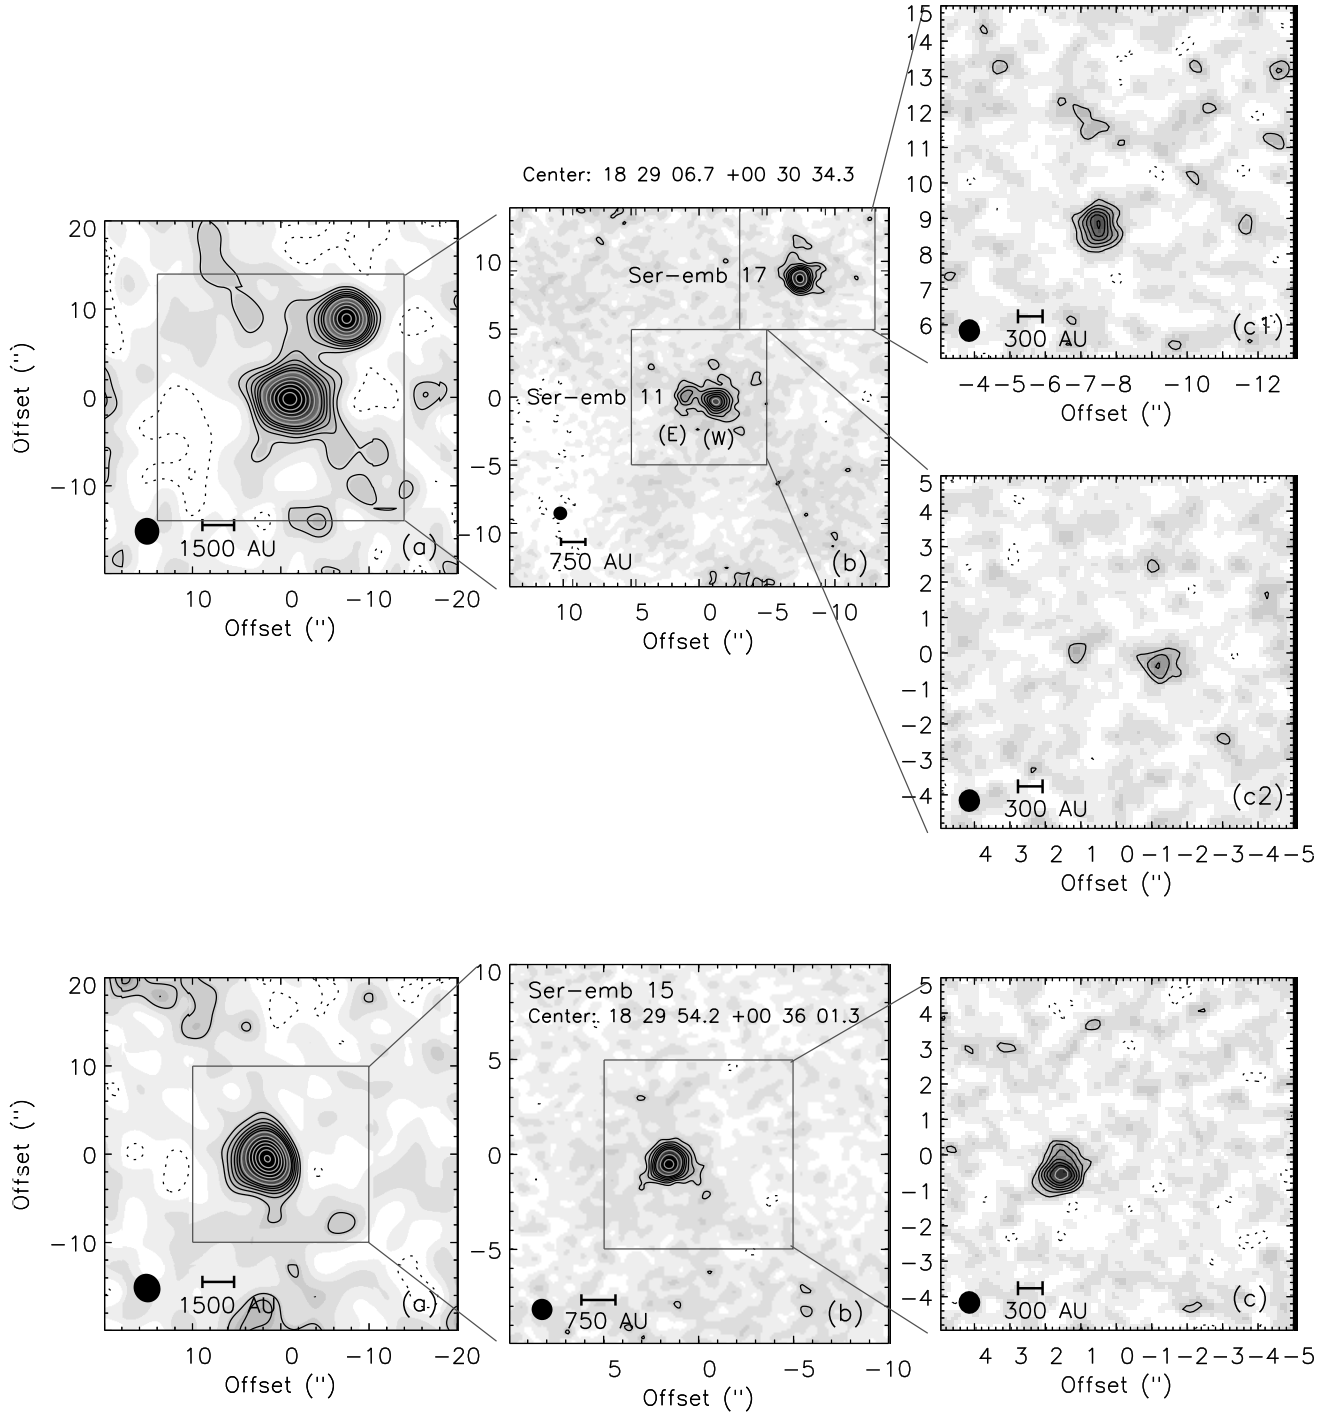 Center: 18 29 06.7 +00 30 34.3
20
10
0
−10
Offset (")
1500 AU
(a)
10 0 −10 −20
Offset (")
10
5
0
−5
−10
Ser−emb 17
Ser−emb 11
(E) (W)
750 AU
(b)
10 5 0 −5 −10
Offset (")
15
14
13
12
11
10
9
8
7
6
300 AU
(c1)
−4 −5 −6 −7 −8 −10 −12
Offset (")
5
4
3
2
1
0
−1
−2
−3
−4
300 AU
(c2)
4 3 2 1 0 −1 −2 −3 −4 −5
Offset (")
20
10
0
−10
Offset (")
1500 AU
(a)
10 0 −10 −20
Offset (")
10
5
0
−5
Ser−emb 15
Center: 18 29 54.2 +00 36 01.3
750 AU
(b)
5 0 −5 −10
Offset (")
5
4
3
2
1
0
−1
−2
−3
−4
300 AU
(c)
4 3 2 1 0 −1 −2 −3 −4 −5
Offset (")